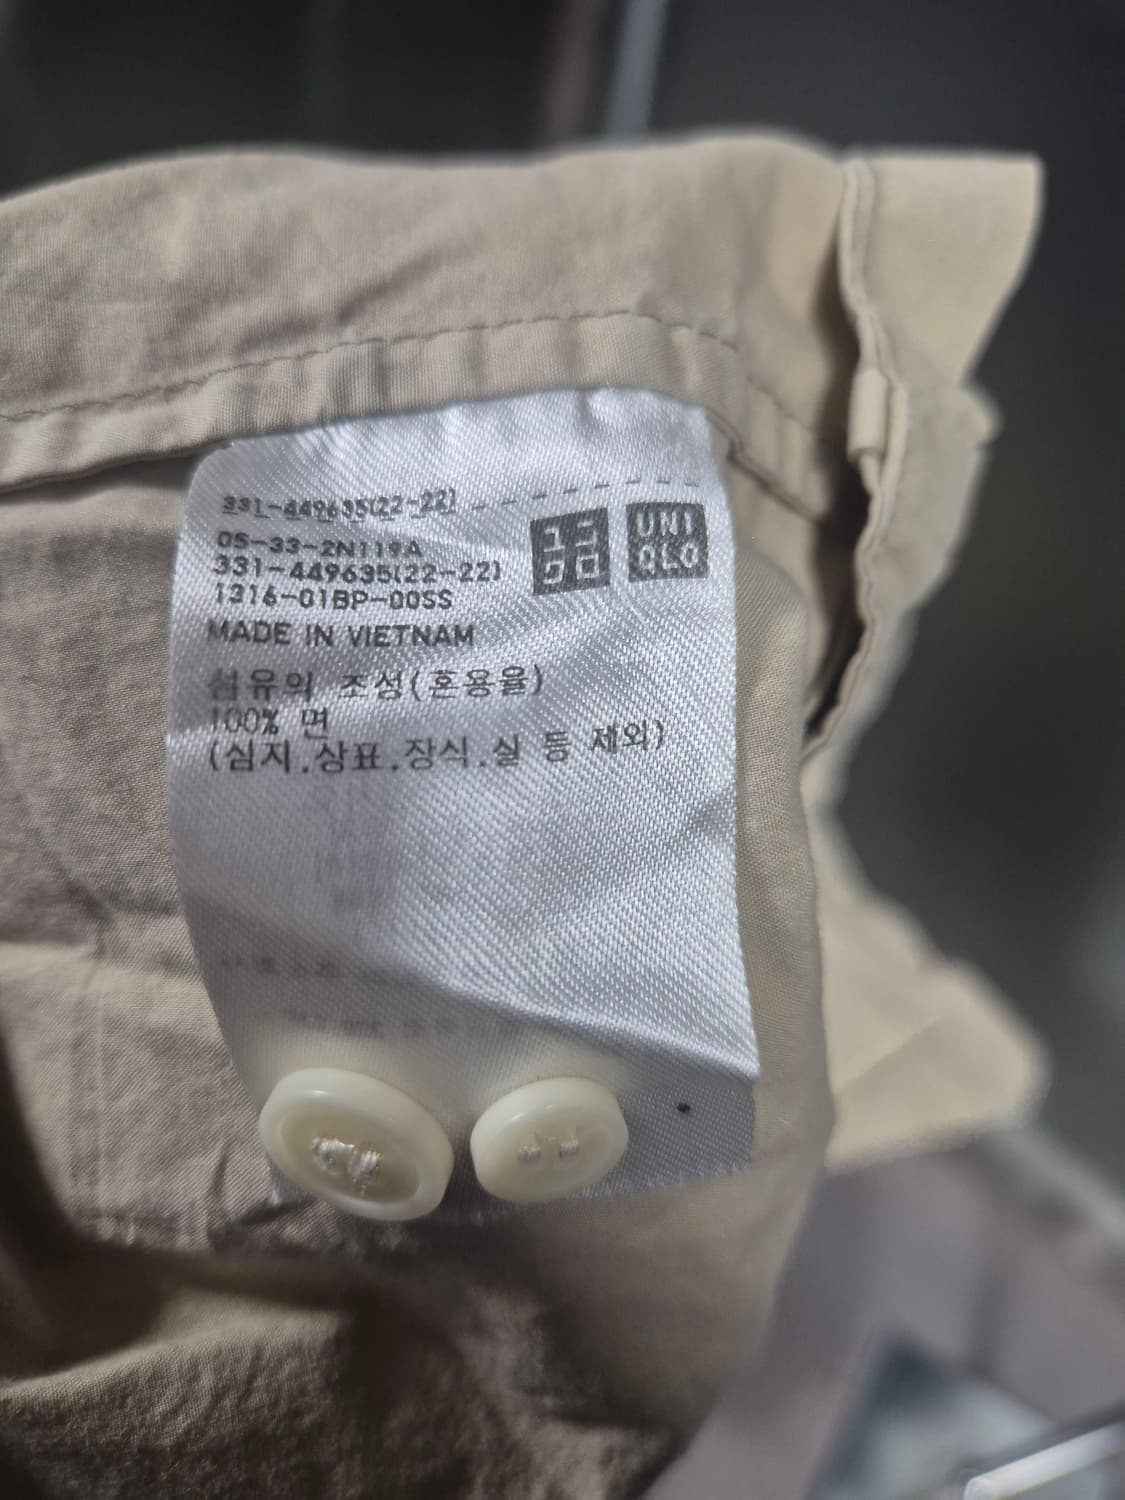 331-449635(22-22)
ユニ
クロ
UNI
QLO
05-33-2N119A
331-449635(22-22)
1316-01BP-00SS
MADE IN VIETNAM
섬유의 조성(혼용율)
100% 면
(심지.상표.장식.실 등 제외)